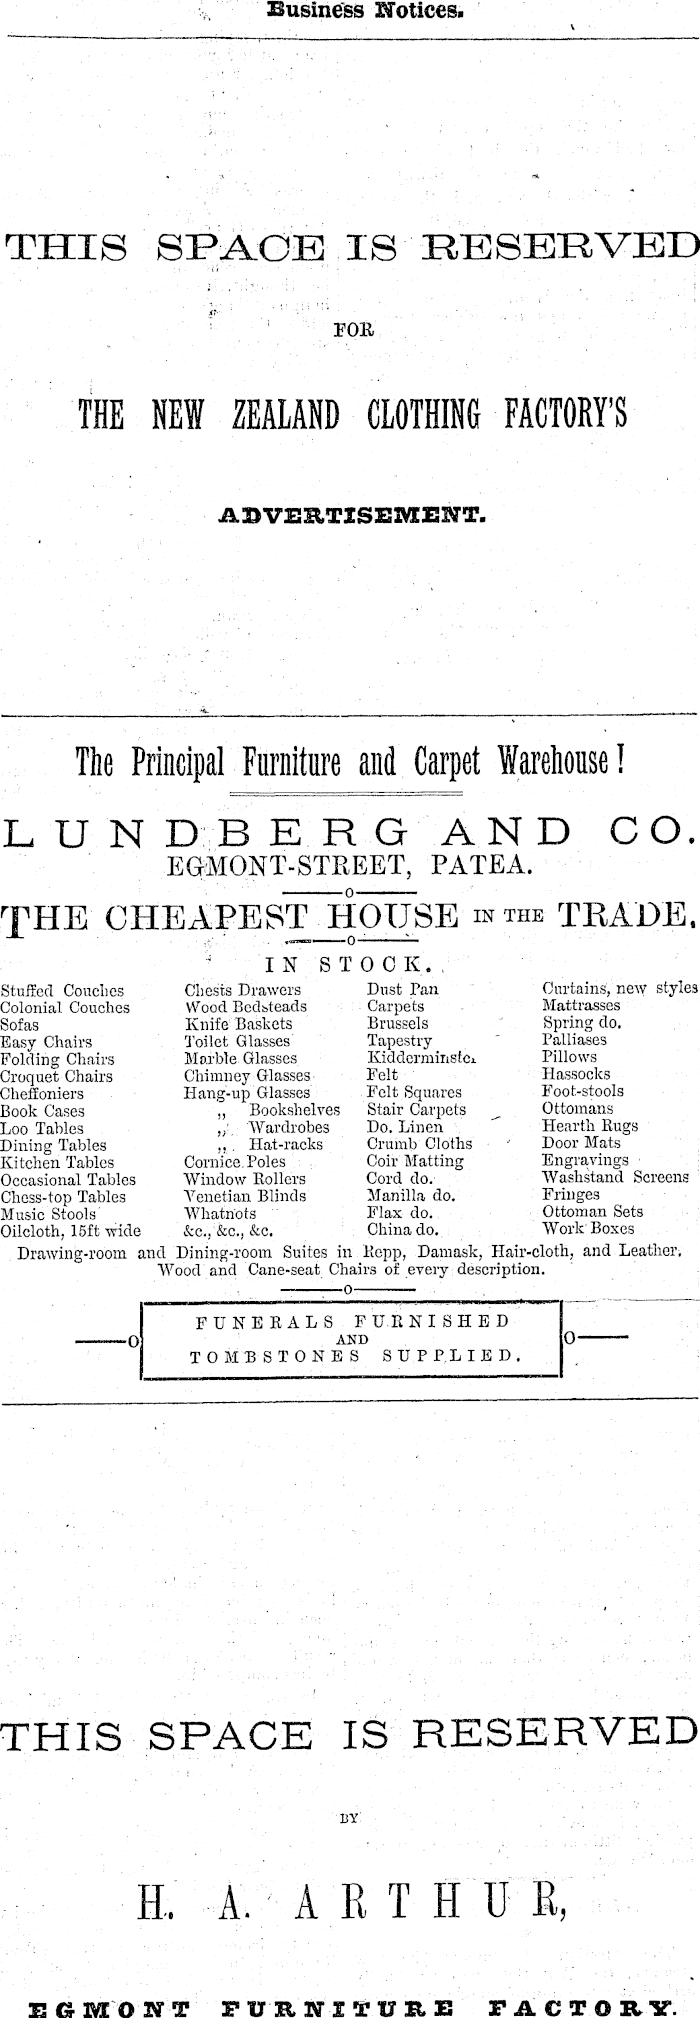 Business Notices.
THIS SPACE IS RESERVED
FOR
THE NEW ZEALAND CLOTHING FACTORY'S
ADVERTISEMENT.
The Principal Furniture and Carpet Warehouse!
LUNDBERG AND CO.
EGMONT-STREET, PATEA.
THE CHEAPEST HOUSE IN THE TRADE.
IN STOCK.
Stuffed Couches
Colonial Couches
Sofas
Easy Chairs
Folding Chairs
Croquet Chairs
Cheffoniers
Book Cases
Loo Tables
Dining Tables
Kitchen Tables
Occasional Tables
Chess-top Tables
Music Stools
Oilcloth, 15ft wide
Chests Drawers
Wood Bedsteads
Knife Baskets
Toilet Glasses
Marble Glasses
Chimney Glasses
Hang-up Glasses
„ Bookshelves
„ Wardrobes
„ Hat-racks
Cornice Poles
Window Rollers
Venetian Blinds
Whatnots
&c., &c., &c.
Dust Pan
Carpets
Brussels
Tapestry
Kidderminster
Felt
Felt Squares
Stair Carpets
Do. Linen
Crumb Cloths
Coir Matting
Cord do.
Manilla do.
Flax do.
China do.
Curtains, new styles
Mattrasses
Spring do.
Palliases
Pillows
Hassocks
Foot-stools
Ottomans
Hearth Rugs
Door Mats
Engravings
Washstand Screens
Fringes
Ottoman Sets
Work Boxes
Drawing-room and Dining-room Suites in Repp, Damask, Hair-cloth, and Leather.
Wood and Cane-seat Chairs of every description.
FUNERALS FURNISHED
AND
TOMBSTONES SUPPLIED.
THIS SPACE IS RESERVED
BY
H. A. ARTHUR,
EGMONT FURNITURE FACTORY.